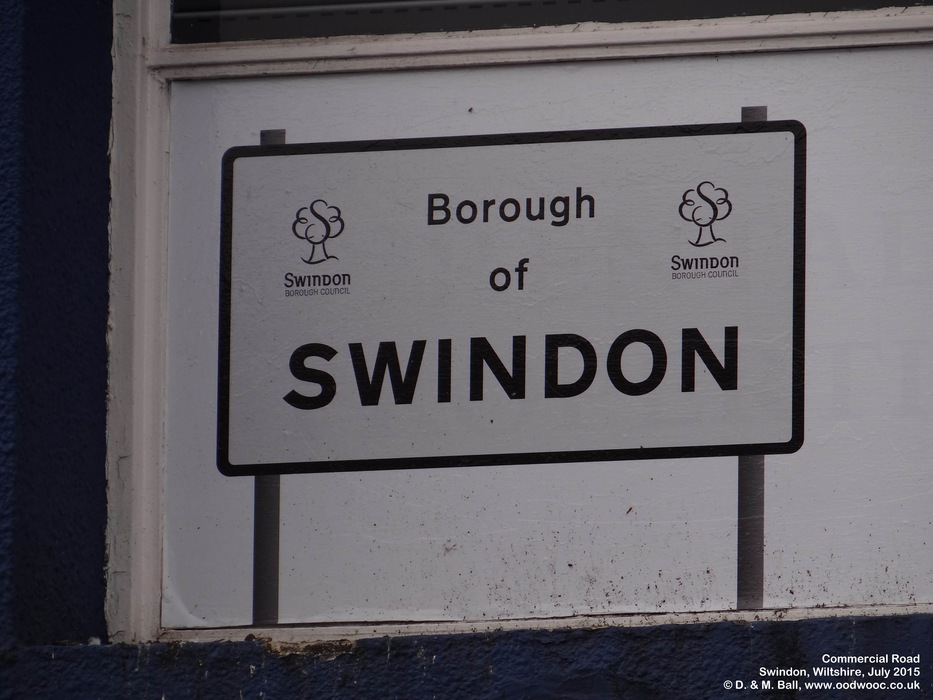 Borough
of
SWINDON
Swindon
BOROUGH COUNCIL
Swindon
BOROUGH COUNCIL
Commercial Road
Swindon, Wiltshire, July 2015
© D. & M. Ball, www.oodwooc.co.uk